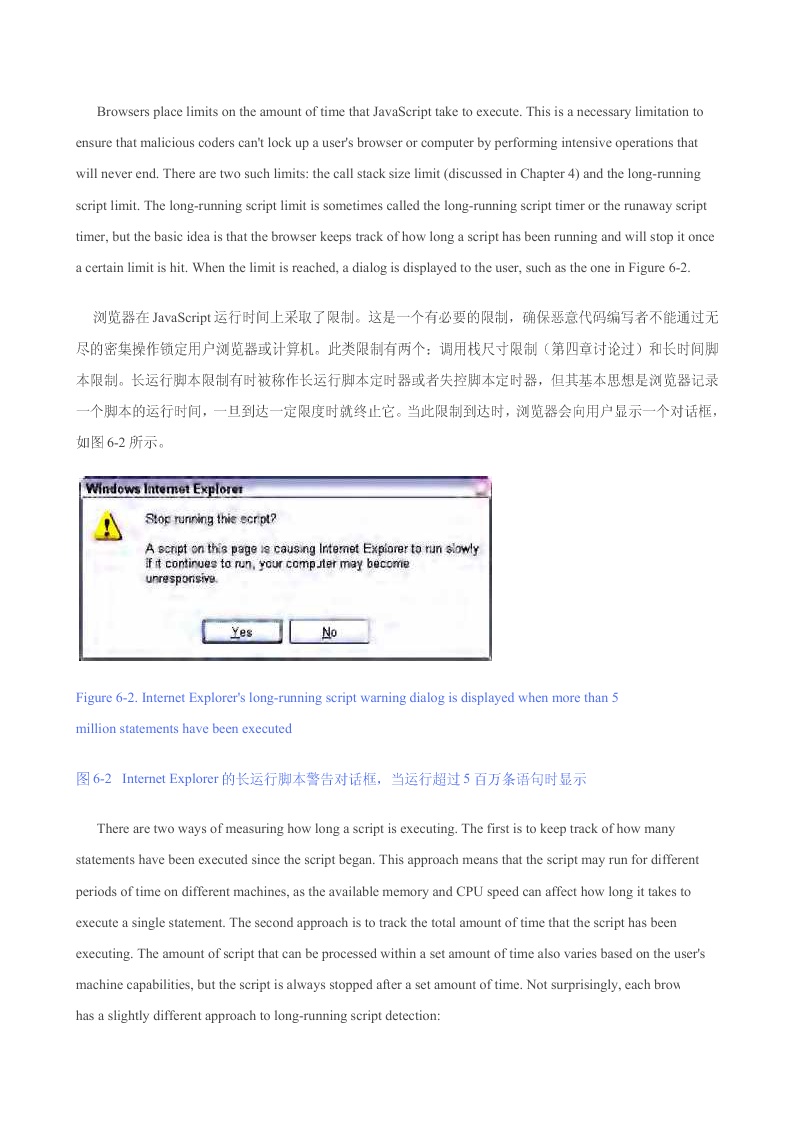 Browsers place limits on the amount of time that JavaScript take to execute. This is a necessary limitation to
ensure that malicious coders can't lock up a user's browser or computer by performing intensive operations that
will never end. There are two such limits: the call stack size limit (discussed in Chapter 4) and the long-running
script limit. The long-running script limit is sometimes called the long-running script timer or the runaway script
timer, but the basic idea is that the browser keeps track of how long a script has been running and will stop it once
a certain limit is hit. When the limit is reached, a dialog is displayed to the user, such as the one in Figure 6-2.
浏览器在 JavaScript 运行时间上采取了限制。这是一个有必要的限制，确保恶意代码编写者不能通过无
尽的密集操作锁定用户浏览器或计算机。此类限制有两个：调用栈尺寸限制（第四章讨论过）和长时间脚
本限制。长运行脚本限制有时被称作长运行脚本定时器或者失控脚本定时器，但其基本思想是浏览器记录
一个脚本的运行时间，一旦到达一定限度时就终止它。当此限制到达时，浏览器会向用户显示一个对话框，
如图 6-2 所示。
Windows Internet Explorer
Stop running this script?
A script on this page is causing Internet Explorer to run slowly
If it continues to run, your computer may become
unresponsive.
Yes No
Figure 6-2. Internet Explorer's long-running script warning dialog is displayed when more than 5
million statements have been executed
图 6-2 Internet Explorer 的长运行脚本警告对话框，当运行超过 5 百万条语句时显示
There are two ways of measuring how long a script is executing. The first is to keep track of how many
statements have been executed since the script began. This approach means that the script may run for different
periods of time on different machines, as the available memory and CPU speed can affect how long it takes to
execute a single statement. The second approach is to track the total amount of time that the script has been
executing. The amount of script that can be processed within a set amount of time also varies based on the user's
machine capabilities, but the script is always stopped after a set amount of time. Not surprisingly, each brow
has a slightly different approach to long-running script detection: